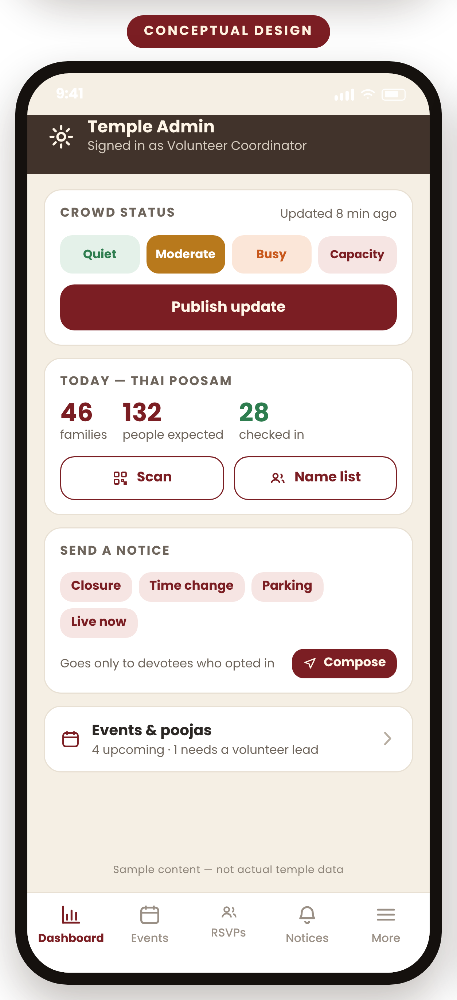 CONCEPTUAL DESIGN
9:41
Temple Admin
Signed in as Volunteer Coordinator
CROWD STATUS
Updated 8 min ago
Quiet
Moderate
Busy
Capacity
Publish update
TODAY — THAI POOSAM
46
families
132
people expected
28
checked in
Scan
Name list
SEND A NOTICE
Closure
Time change
Parking
Live now
Goes only to devotees who opted in
Compose
Events & poojas
4 upcoming · 1 needs a volunteer lead
Sample content — not actual temple data
Dashboard
Events
RSVPs
Notices
More